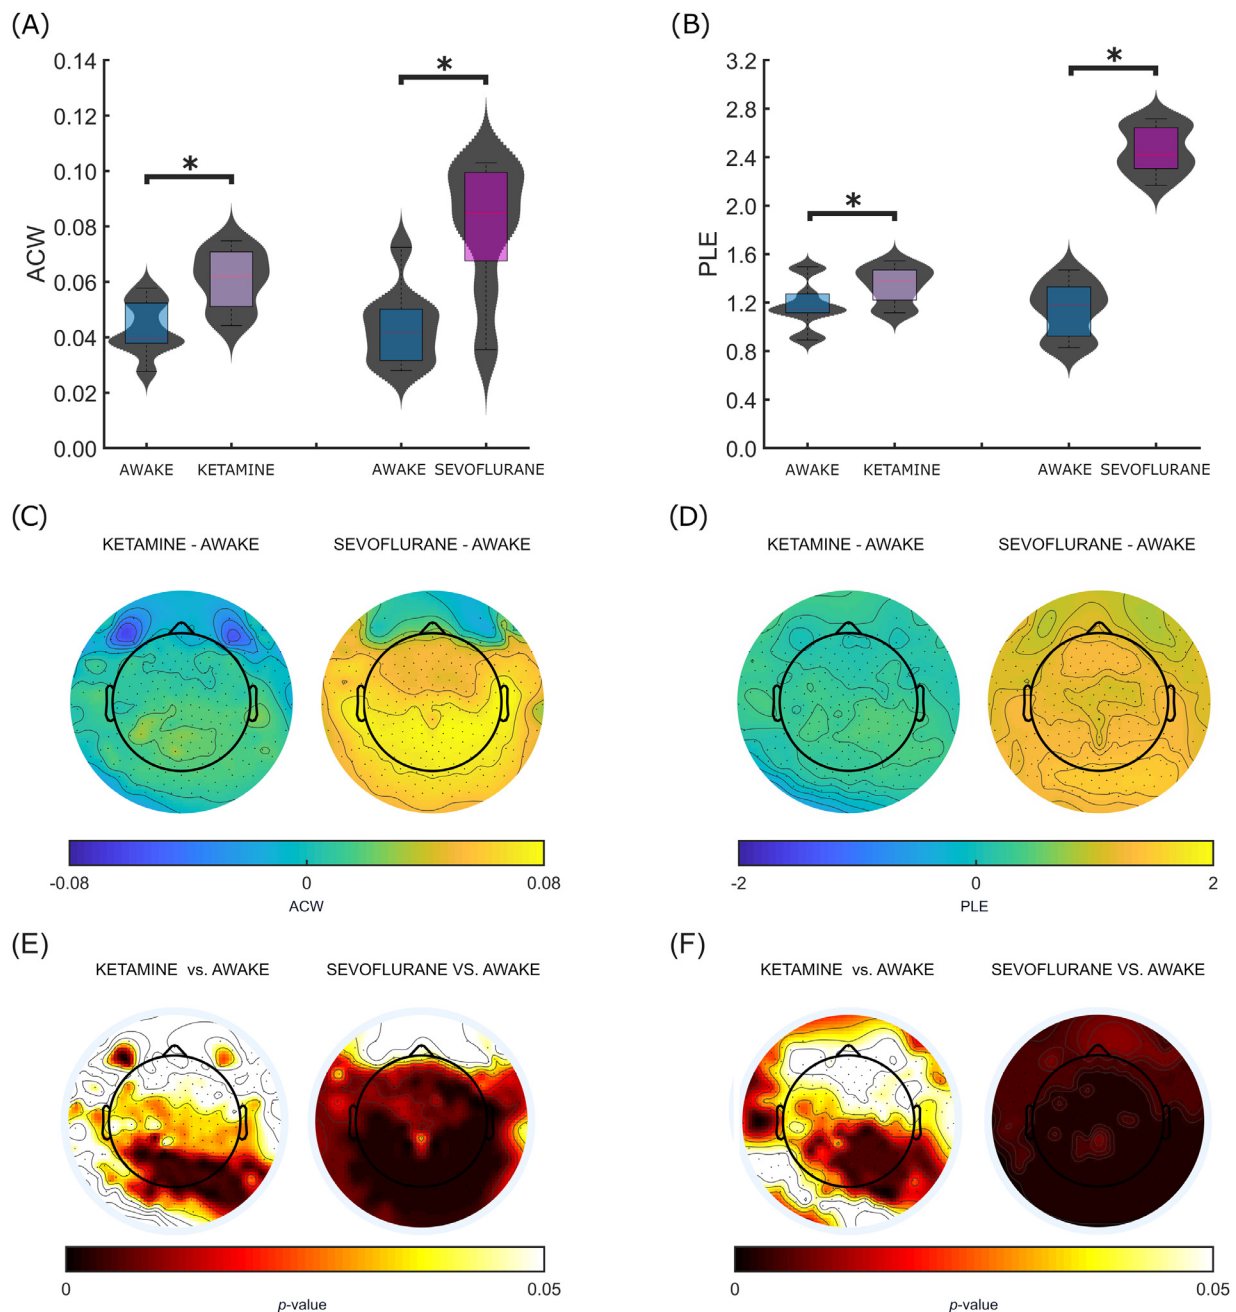 (A)
0.14
0.12
0.10
0.08
0.06
0.04
0.02
0.00
ACW
*
*
AWAKE KETAMINE AWAKE SEVOFLURANE
(B)
3.2
2.8
2.4
2.0
1.6
1.2
0.8
0.4
0.0
PLE
*
*
AWAKE KETAMINE AWAKE SEVOFLURANE
(C)
KETAMINE - AWAKE SEVOFLURANE - AWAKE
-0.08 0 0.08
ACW
(D)
KETAMINE - AWAKE SEVOFLURANE - AWAKE
-2 0 2
PLE
(E)
KETAMINE vs. AWAKE SEVOFLURANE VS. AWAKE
0 0.05
p-value
(F)
KETAMINE vs. AWAKE SEVOFLURANE VS. AWAKE
0 0.05
p-value